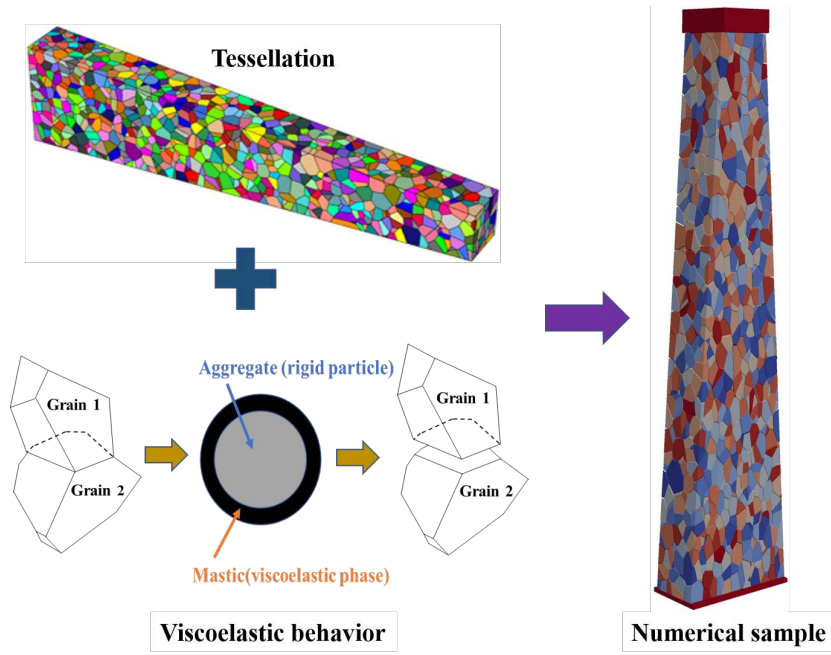 Tessellation
Aggregate (rigid particle)
Grain 1
Grain 2
Grain 1
Grain 2
Mastic(viscoelastic phase)
Viscoelastic behavior
Numerical sample